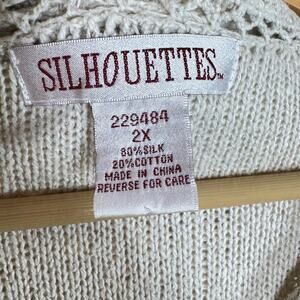 SILHOUETTES™
229484
2X
80%SILK
20%COTTON
MADE IN CHINA
REVERSE FOR CARE